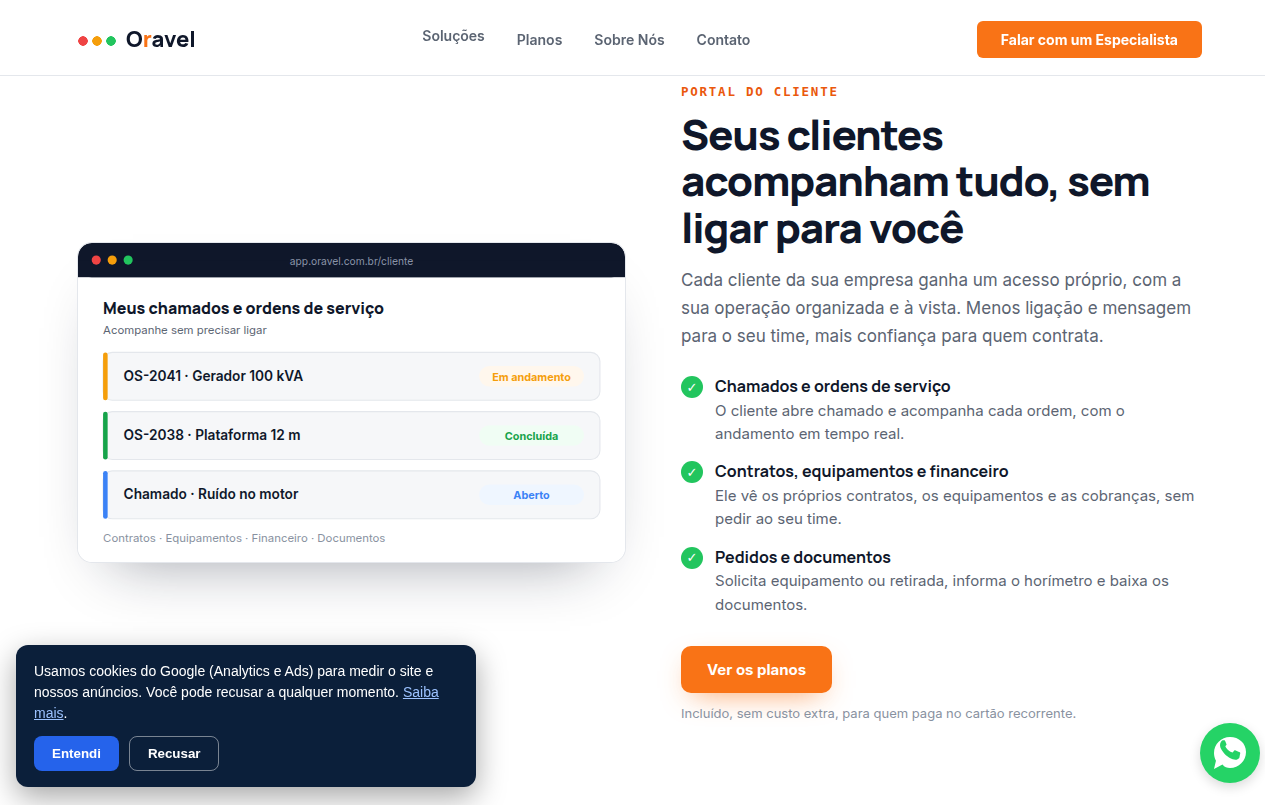 Oravel
Soluções
Planos
Sobre Nós
Contato
Falar com um Especialista
PORTAL DO CLIENTE
Seus clientes
acompanham tudo, sem
ligar para você
Cada cliente da sua empresa ganha um acesso próprio, com a
sua operação organizada e à vista. Menos ligação e mensagem
para o seu time, mais confiança para quem contrata.
Chamados e ordens de serviço
O cliente abre chamado e acompanha cada ordem, com o
andamento em tempo real.
Contratos, equipamentos e financeiro
Ele vê os próprios contratos, os equipamentos e as cobranças, sem
pedir ao seu time.
Pedidos e documentos
Solicita equipamento ou retirada, informa o horímetro e baixa os
documentos.
Ver os planos
Incluído, sem custo extra, para quem paga no cartão recorrente.
app.oravel.com.br/cliente
Meus chamados e ordens de serviço
Acompanhe sem precisar ligar
OS-2041 · Gerador 100 kVA
Em andamento
OS-2038 · Plataforma 12 m
Concluída
Chamado · Ruído no motor
Aberto
Contratos · Equipamentos · Financeiro · Documentos
Usamos cookies do Google (Analytics e Ads) para medir o site e
nossos anúncios. Você pode recusar a qualquer momento. Saiba
mais.
Entendi
Recusar